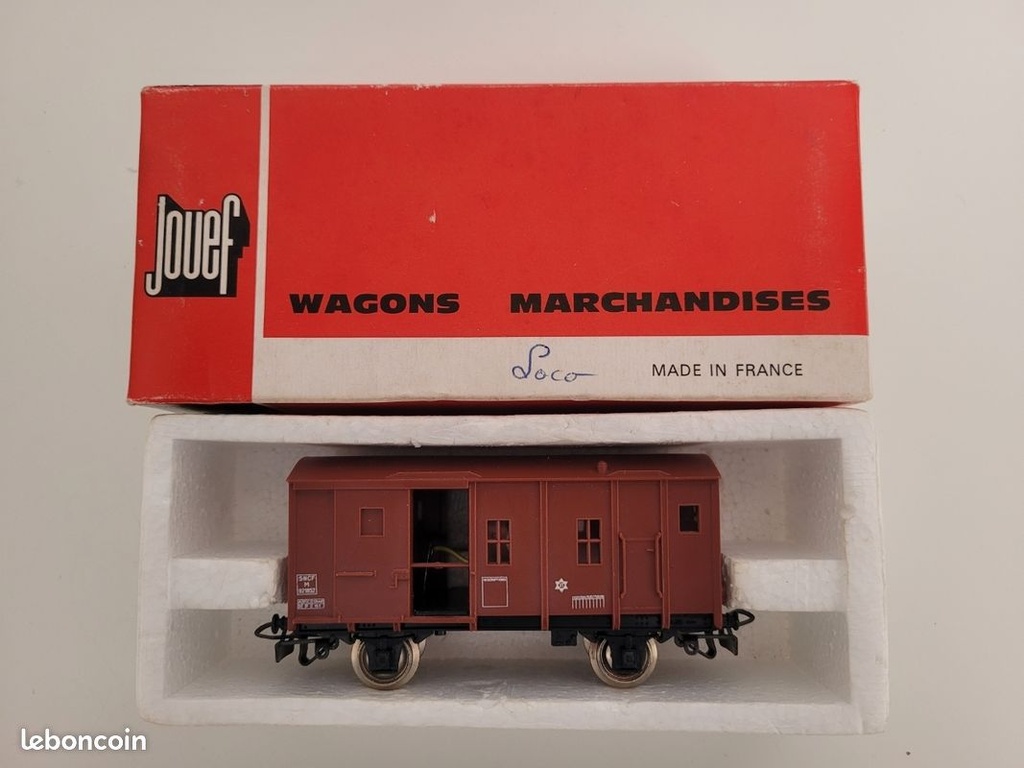 Jouef
WAGONS MARCHANDISES
Loco
MADE IN FRANCE
SNCF
M
leboncoin